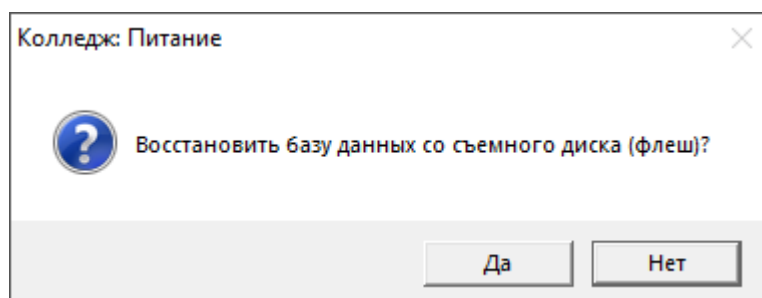 Колледж: Питание
Восстановить базу данных со съемного диска (флеш)?
Да
Нет